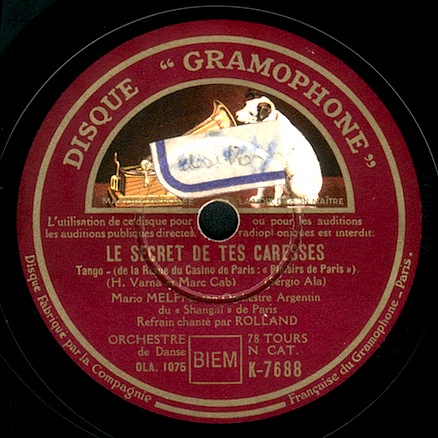 DISQUE "GRAMOPHONE"
L'utilisation de ce disque pour ou pour les auditions
les auditions publiques directes. est interdit:
LE SECRET DE TES CARESSES
Tango - (de la Revue du Casino de Paris: « Plaisirs de Paris »)
(H. Varna et Marc Cab) Sergio Ala)
Mario Orchestre Argentin
du « Shangaï » de Paris
Refrain chanté par ROLLAND
ORCHESTRE
de Danse
OLA. 1075
BIEM
78 TOURS
N CAT.
K-7688
Disque Fabriqué par la Compagnie Française du Gramophone - Paris.